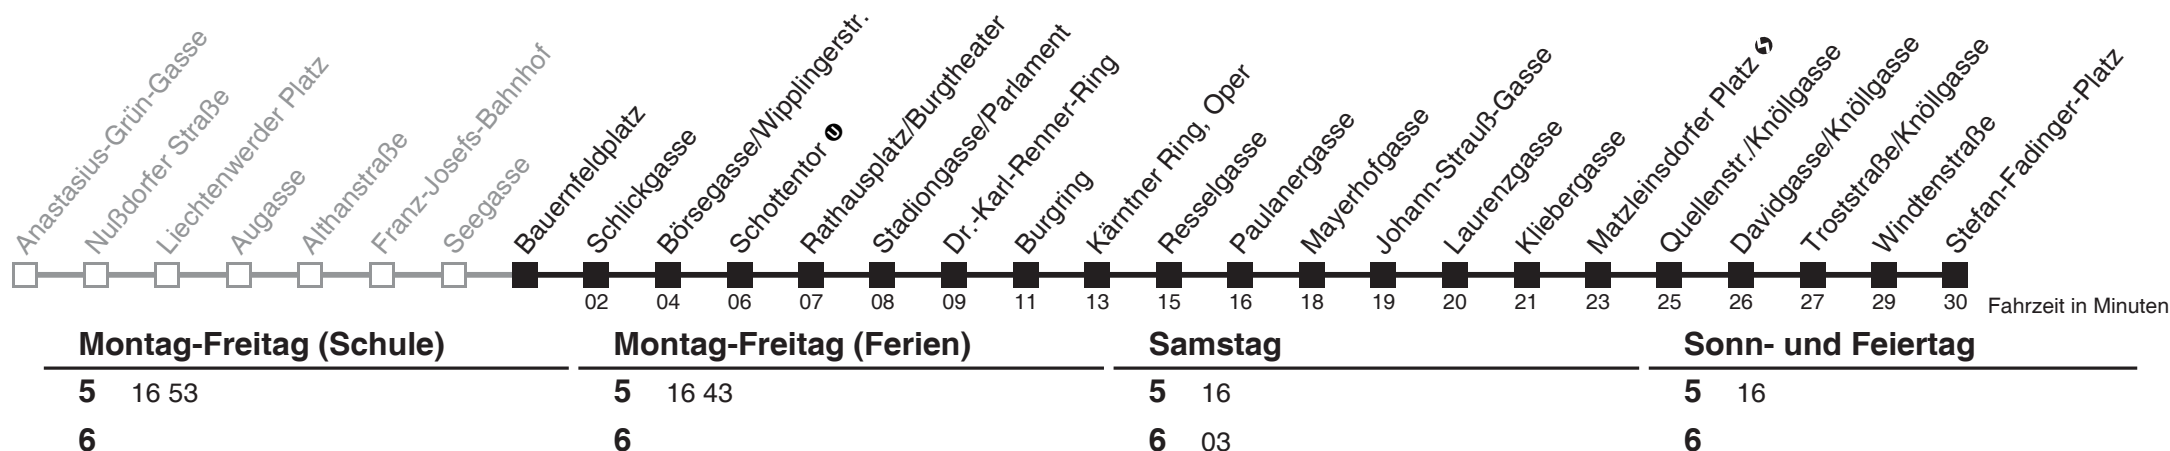 Anastasius-Grün-Gasse
Nußdorfer Straße
Liechtenwerder Platz
Augasse
Althanstraße
Franz-Josefs-Bahnhof
Seegasse
Bauernfeldplatz
Schlickgasse
Börsegasse/Wipplingerstr.
Schottentor U
Rathausplatz/Burgtheater
Stadiongasse/Parlament
Dr.-Karl-Renner-Ring
Burgring
Kärntner Ring, Oper
Resselgasse
Paulanergasse
Mayerhofgasse
Johann-Strauß-Gasse
Laurenzgasse
Kliebergasse
Matzleinsdorfer Platz S
Quellenstr./Knöllgasse
Davidgasse/Knöllgasse
Troststraße/Knöllgasse
Windtenstraße
Stefan-Fadinger-Platz
02 04 06 07 08 09 11 13 15 16 18 19 20 21 23 25 26 27 29 30 Fahrzeit in Minuten
Montag-Freitag (Schule) Montag-Freitag (Ferien) Samstag Sonn- und Feiertag
5 16 53 5 16 43 5 16 5 16
6 6 6 03 6